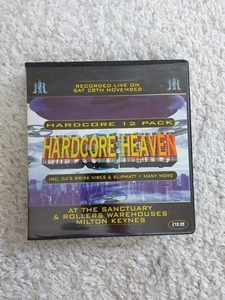 RECORDED LIVE ON
SAT 28TH NOVEMBER
HARDCORE 12 PACK
HARDCORE HEAVEN
INC. DJ'S BRISK VIBES & SLIPMATT + MANY MORE
AT THE SANCTUARY
& ROLLERS WAREHOUSES
MILTON KEYNES
£19.99